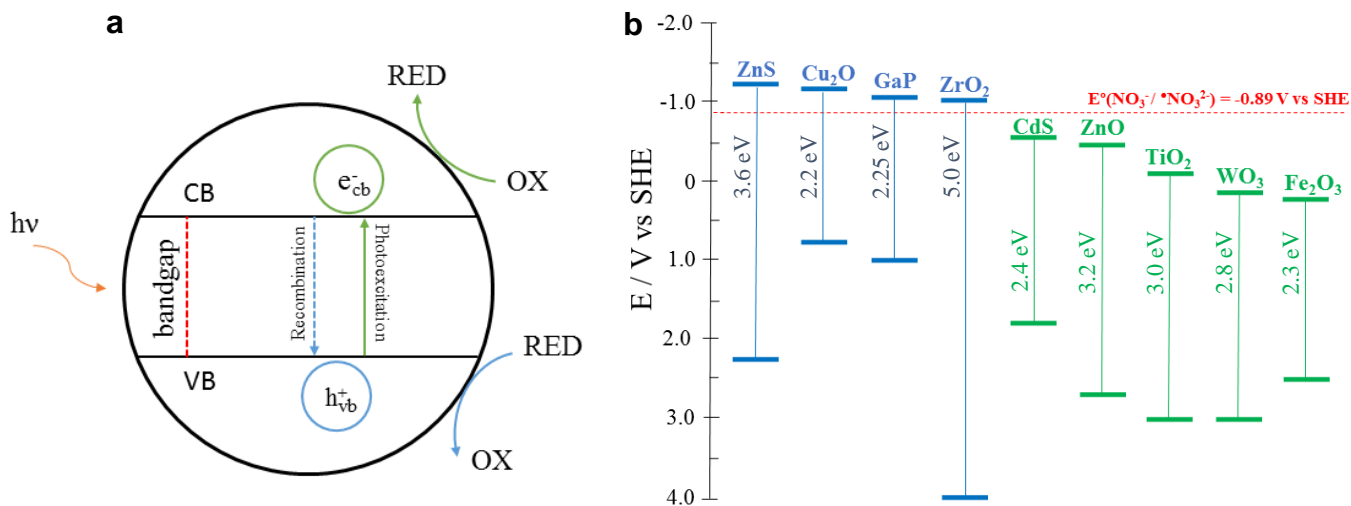 a
RED
OX
CB
e⁻cb
hν
bandgap
Recombination
Photoexcitation
VB
h⁺vb
RED
OX
b
E / V vs SHE
-2.0
-1.0
0
1.0
2.0
3.0
4.0
ZnS
Cu₂O
GaP
ZrO₂
E°(NO₃⁻/ •NO₃²⁻) = -0.89 V vs SHE
CdS
ZnO
TiO₂
WO₃
Fe₂O₃
3.6 eV
2.2 eV
2.25 eV
5.0 eV
2.4 eV
3.2 eV
3.0 eV
2.8 eV
2.3 eV